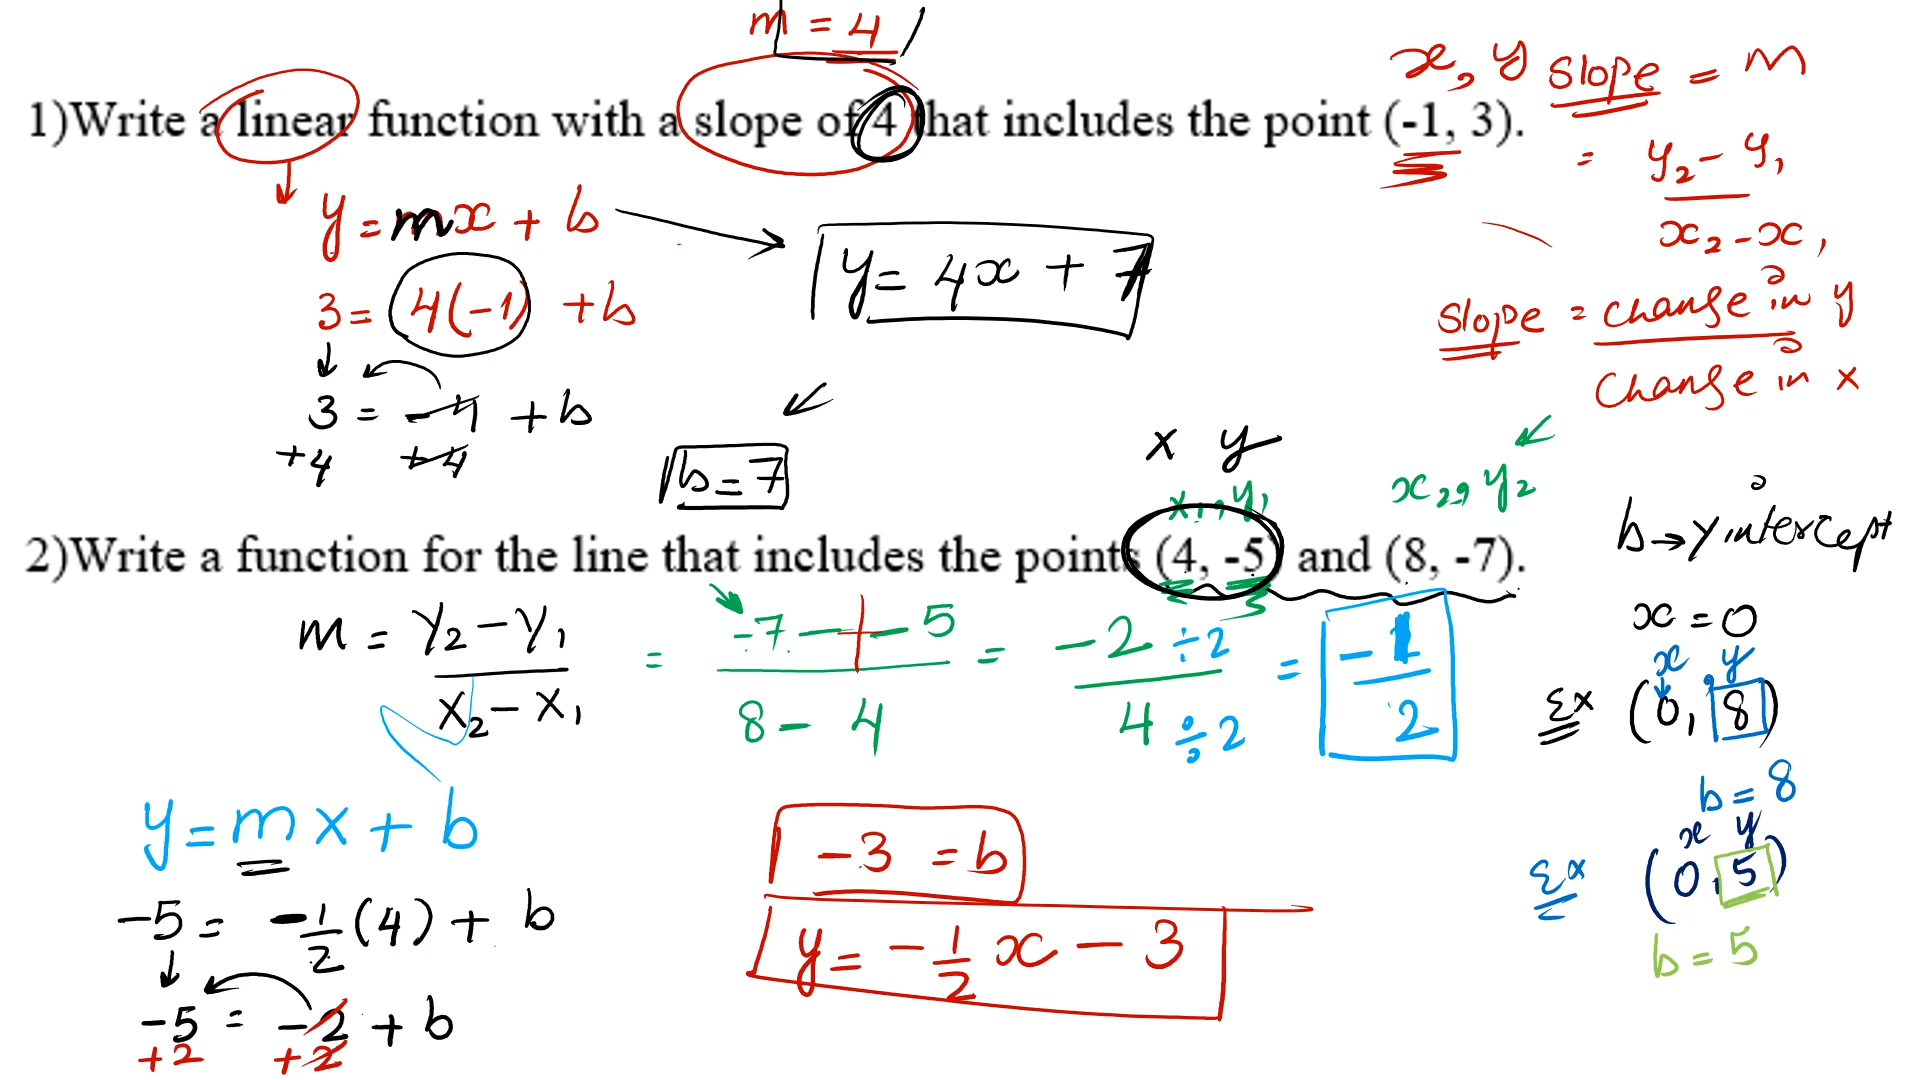 m = 4
1)Write a linear function with a slope of 4 that includes the point (-1, 3).
x, y
slope = m
= y₂ - y₁
x₂ - x₁
slope = change in y
change in x
y = mx + b
3 = 4(-1) + b
3 = -4 + b
+4 +4
b = 7
y = 4x + 7
x y
x₁, y₁
x₂, y₂
2)Write a function for the line that includes the points (4, -5) and (8, -7).
m = y₂ - y₁
x₂ - x₁
= -7 - -5
8 - 4
= -2 ÷2
4 ÷2
= -1
2
y = mx + b
-5 = -1/2 (4) + b
-5 = -2 + b
+2 +2
-3 = b
y = -1/2 x - 3
b → y intercept
x = 0
x, y
Ex (0, 8)
b = 8
x y
Ex (0, 5)
b = 5